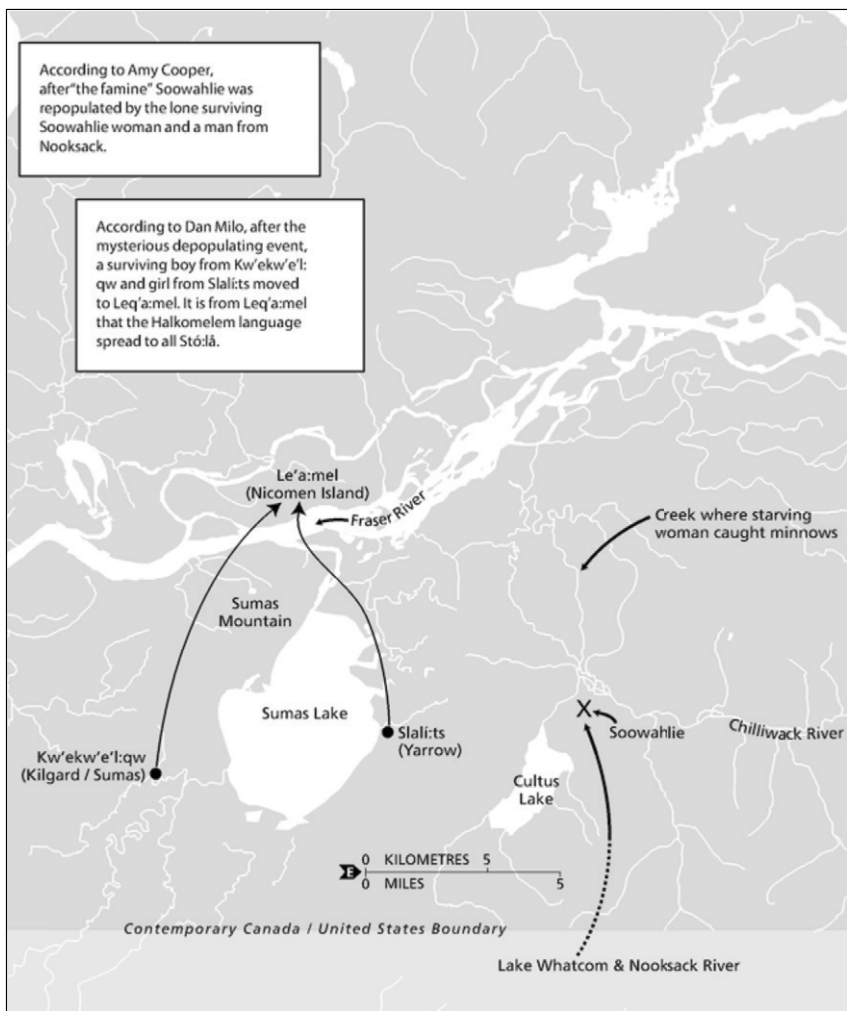 According to Amy Cooper,
after“the famine” Soowahlie was
repopulated by the lone surviving
Soowahlie woman and a man from
Nooksack.
According to Dan Milo, after the
mysterious depopulating event,
a surviving boy from Kw’ekw’e’l:
qw and girl from Slalí:ts moved
to Leq’a:mel. It is from Leq’a:mel
that the Halkomelem language
spread to all Stó:lå.
Le’a:mel
(Nicomen Island)
Fraser River
Creek where starving
woman caught minnows
Sumas
Mountain
Sumas Lake
Slalí:ts
(Yarrow)
Soowahlie
Chilliwack River
Kw’ekw’e’l:qw
(Kilgard / Sumas)
Cultus
Lake
0 KILOMETRES 5
E
0 MILES 5
Contemporary Canada / United States Boundary
Lake Whatcom & Nooksack River
X